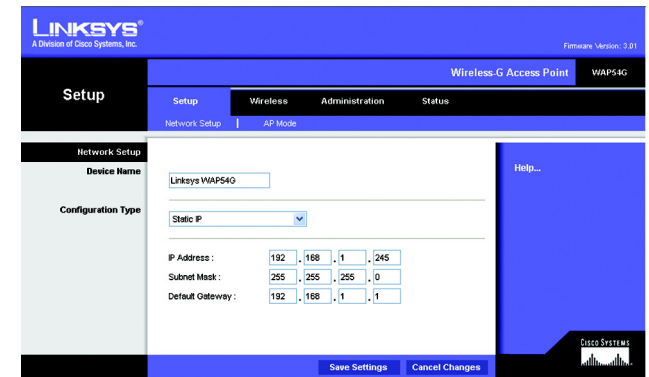 LINKSYS®
A Division of Cisco Systems, Inc.
Firmware Version: 3.01
Wireless-G Access Point WAP54G
Setup
Setup Wireless Administration Status
Network Setup | AP Mode
Network Setup
Device Name Linksys WAP54G
Help...
Configuration Type Static IP
IP Address : 192 . 168 . 1 . 245
Subnet Mask : 255 . 255 . 255 . 0
Default Gateway : 192 . 168 . 1 . 1
Save Settings Cancel Changes
CISCO SYSTEMS